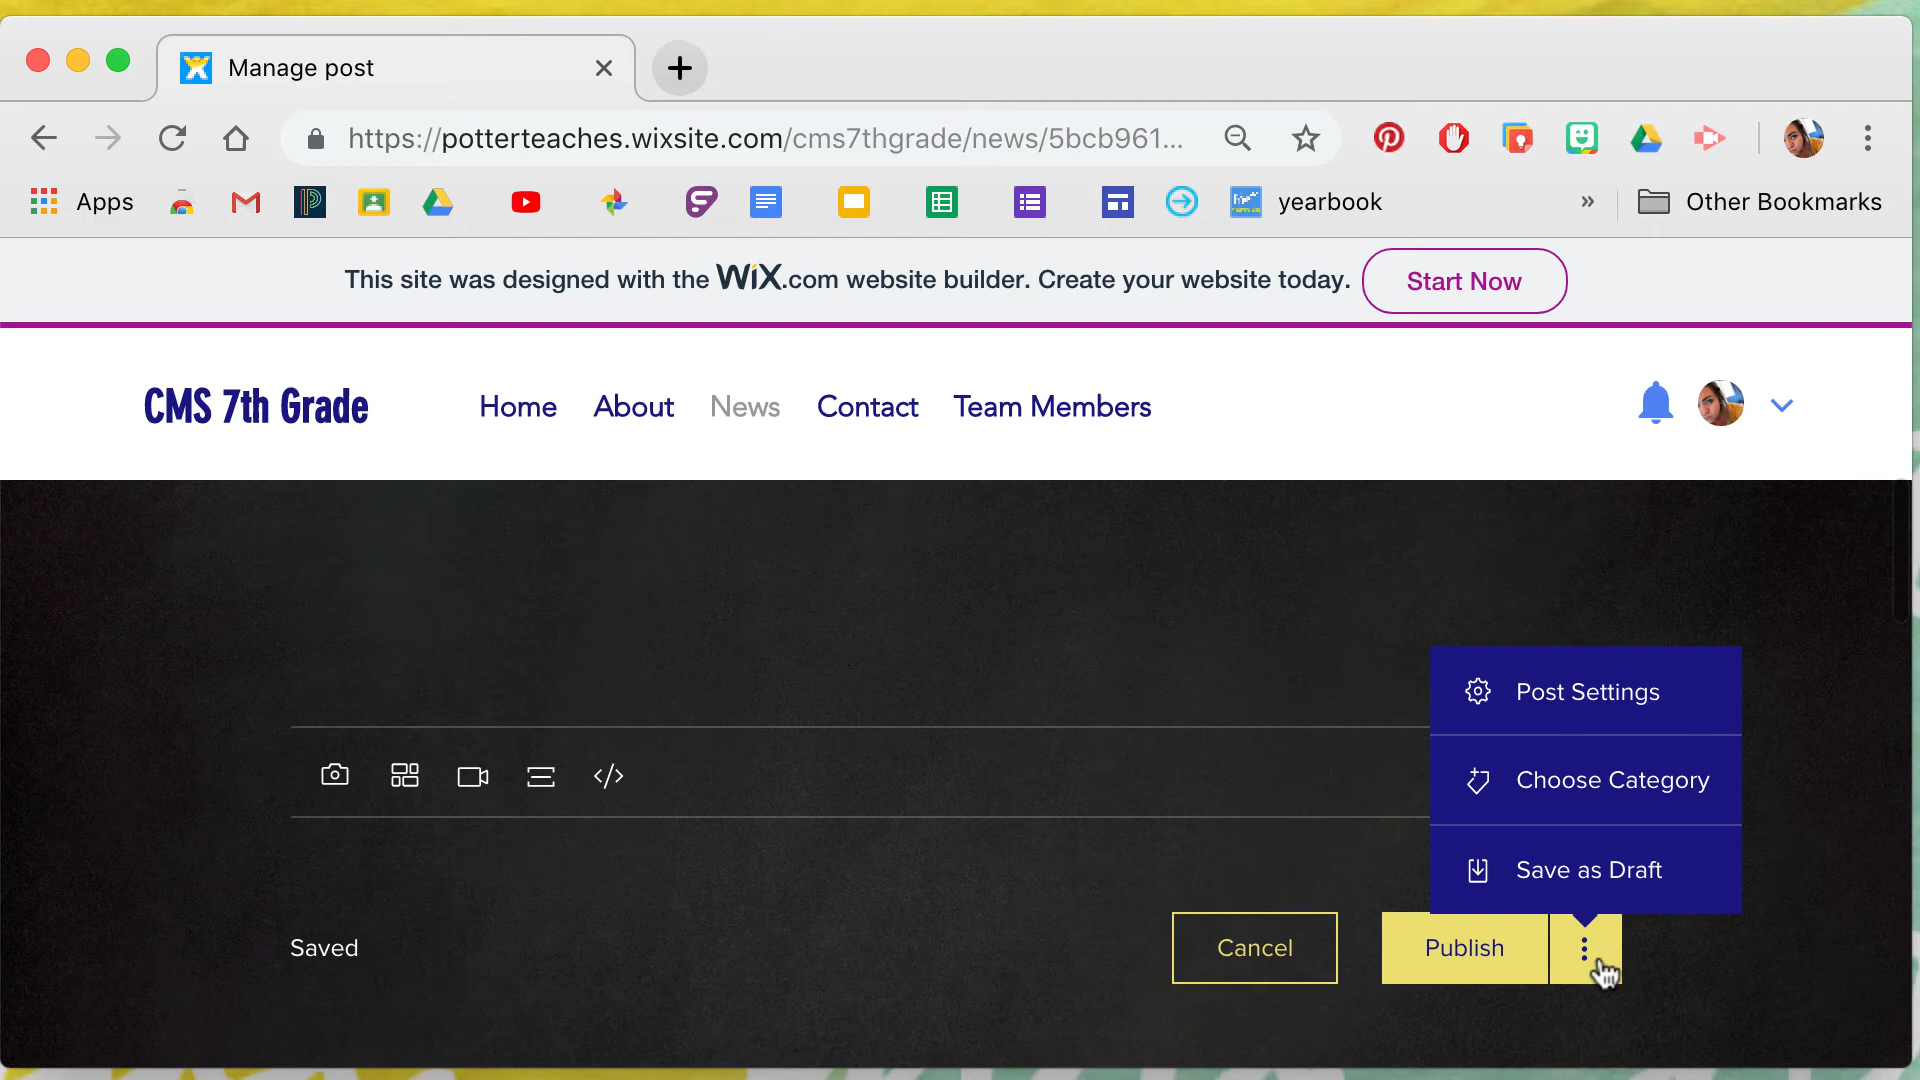 Manage post
https://potterteaches.wixsite.com/cms7thgrade/news/5bcb961...
Apps
yearbook
»
Other Bookmarks
This site was designed with the WiX.com website builder. Create your website today.
Start Now
CMS 7th Grade
Home
About
News
Contact
Team Members
Post Settings
Choose Category
Save as Draft
Saved
Cancel
Publish